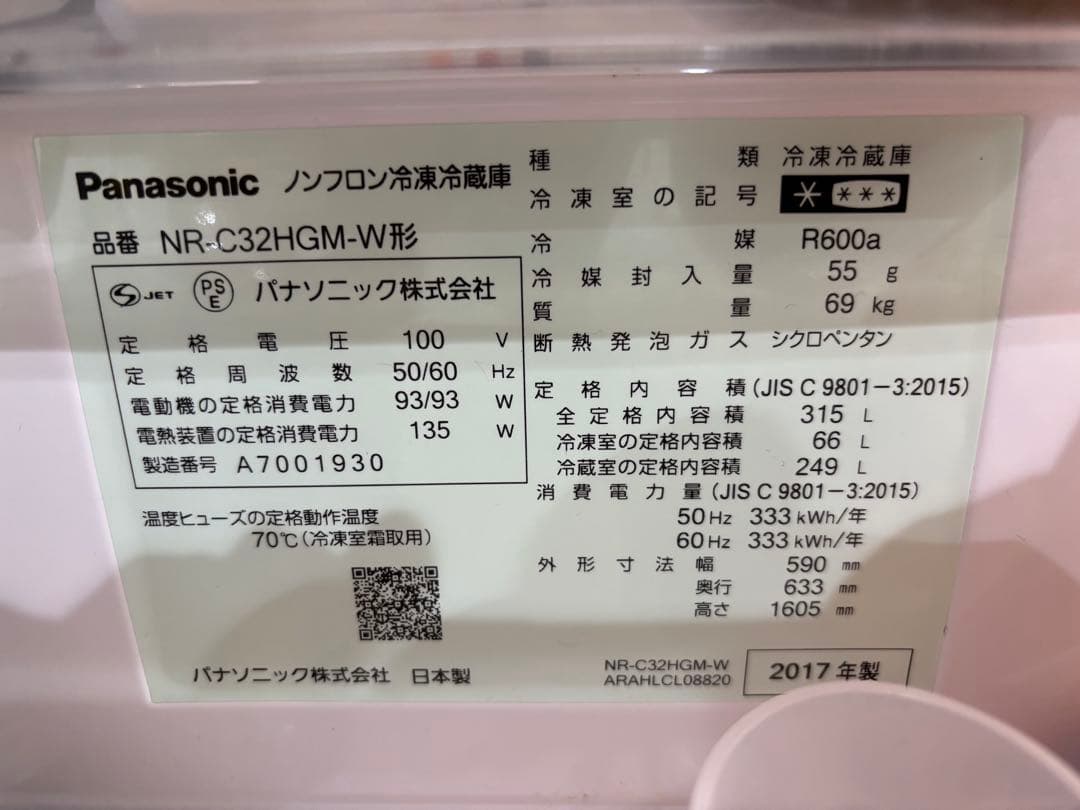 Panasonic ノンフロン冷凍冷蔵庫
品番 NR-C32HGM-W形
JET PSE パナソニック株式会社
定格電圧 100 V
定格周波数 50/60 Hz
電動機の定格消費電力 93/93 W
電熱装置の定格消費電力 135 W
製造番号 A7001930
温度ヒューズの定格動作温度
70℃(冷凍室霜取用)
パナソニック株式会社 日本製
種類 冷凍冷蔵庫
冷凍室の記号 * ***
冷媒 R600a
冷媒封入量 55 g
質量 69 kg
断熱発泡ガス シクロペンタン
定格内容積(JIS C 9801-3:2015)
全定格内容積 315 L
冷凍室の定格内容積 66 L
冷蔵室の定格内容積 249 L
消費電力量(JIS C 9801-3:2015)
50Hz 333 kWh/年
60Hz 333 kWh/年
外形寸法幅 590 mm
奥行 633 mm
高さ 1605 mm
NR-C32HGM-W
ARAHLCL08820
2017年製